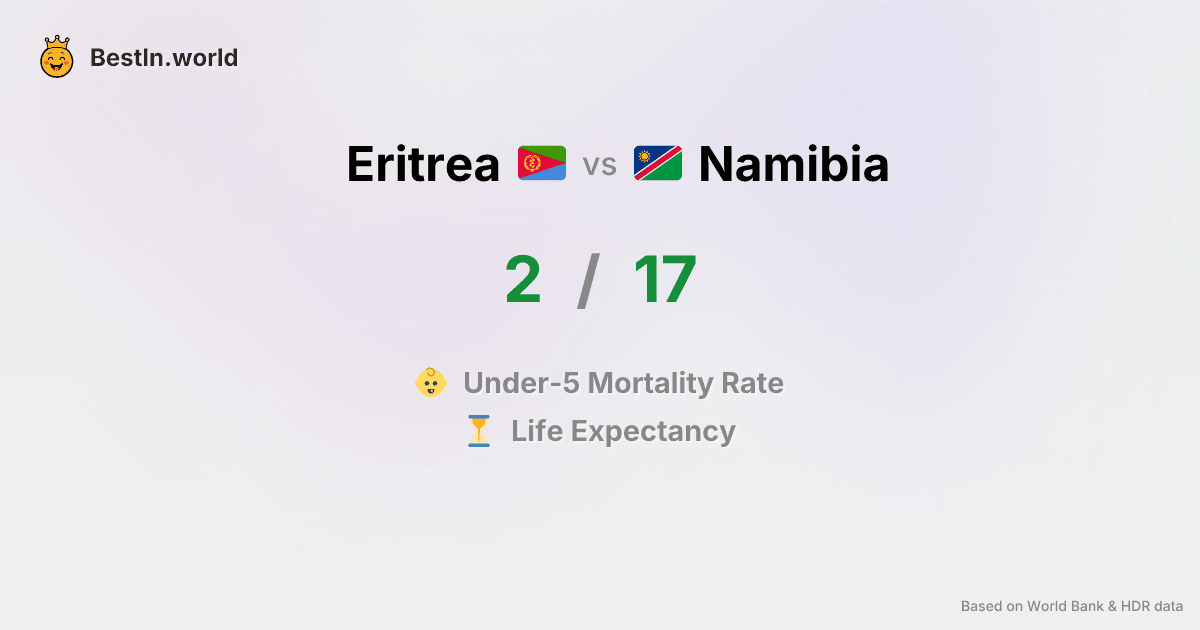 BestIn.world
Eritrea vs Namibia
2 / 17
Under-5 Mortality Rate
Life Expectancy
Based on World Bank & HDR data